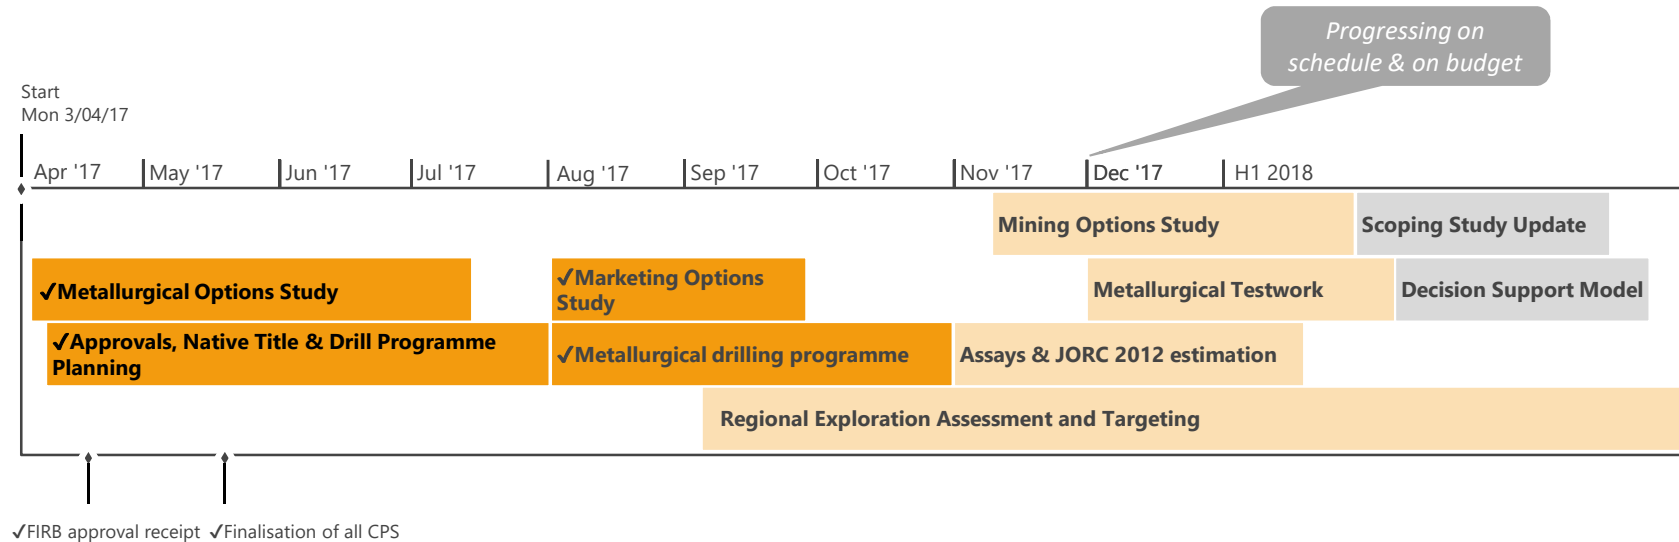 Progressing on
schedule & on budget
Start
Mon 3/04/17
Apr '17
May '17
Jun '17
Jul '17
Aug '17
Sep '17
Oct '17
Nov '17
Dec '17
H1 2018
Mining Options Study
Scoping Study Update
✓Metallurgical Options Study
✓Marketing Options
Study
Metallurgical Testwork
Decision Support Model
✓Approvals, Native Title & Drill Programme
Planning
✓Metallurgical drilling programme
Assays & JORC 2012 estimation
Regional Exploration Assessment and Targeting
✓FIRB approval receipt
✓Finalisation of all CPS